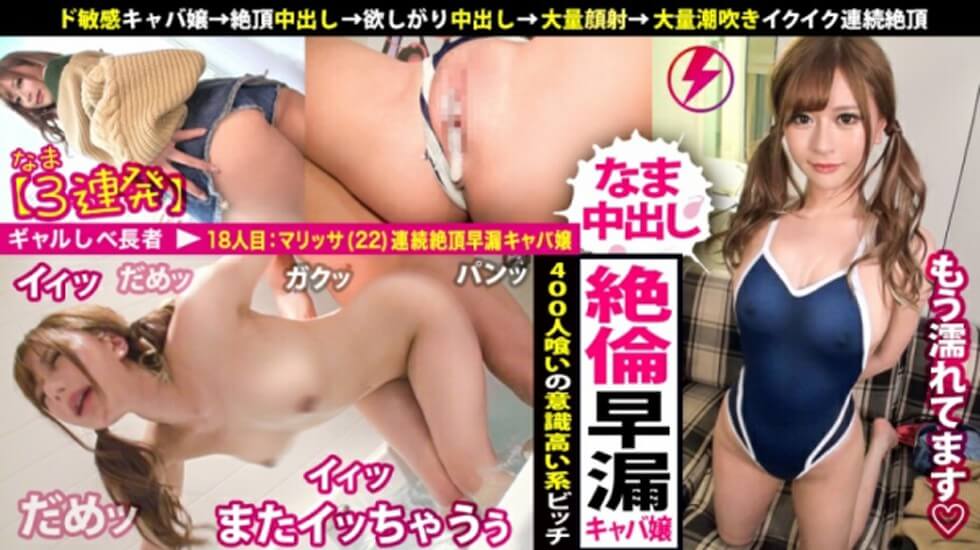 ド敏感キャバ嬢→絶頂中出し→欲しがり中出し→大量顔射→大量潮吹きイクイク連続絶頂
なま
【3連発】
なま
中出し
ギャルしべ長者 ▶ 18人目：マリッサ(22)連続絶頂早漏キャバ嬢
イィッ だめッ ガクッ パンッ
400人喰いの意識高い系ビッチ
絶倫早漏
キャバ嬢
もう濡れてます♡
だめッ
イィッ
またイッちゃうぅ